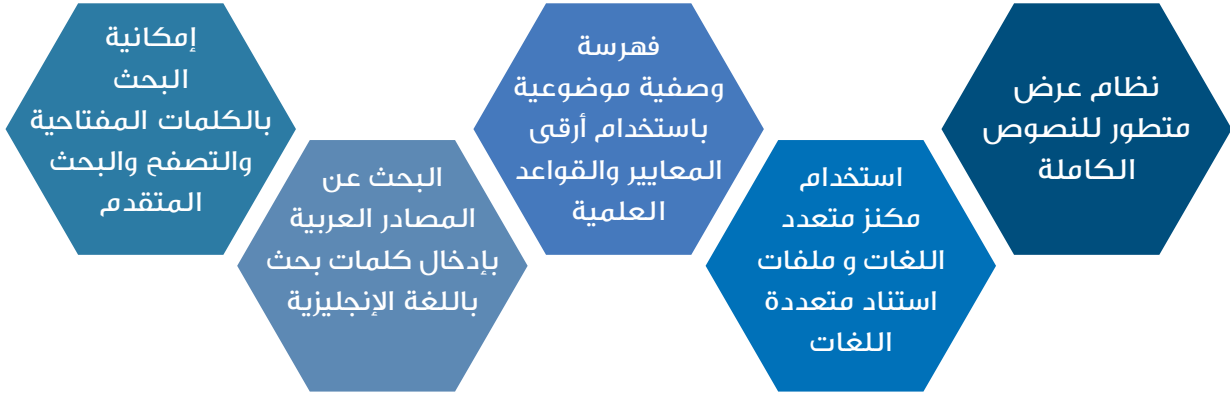 نظام عرض
متطور للنصوص
الكاملة
استخدام
مكنز متعدد
اللغات و ملفات
استناد متعددة
اللغات
فهرسة
وصفية موضوعية
باستخدام أرقى
المعايير والقواعد
العلمية
البحث عن
المصادر العربية
بإدخال كلمات بحث
باللغة الإنجليزية
إمكانية
البحث
بالكلمات المفتاحية
والتصفح والبحث
المتقدم